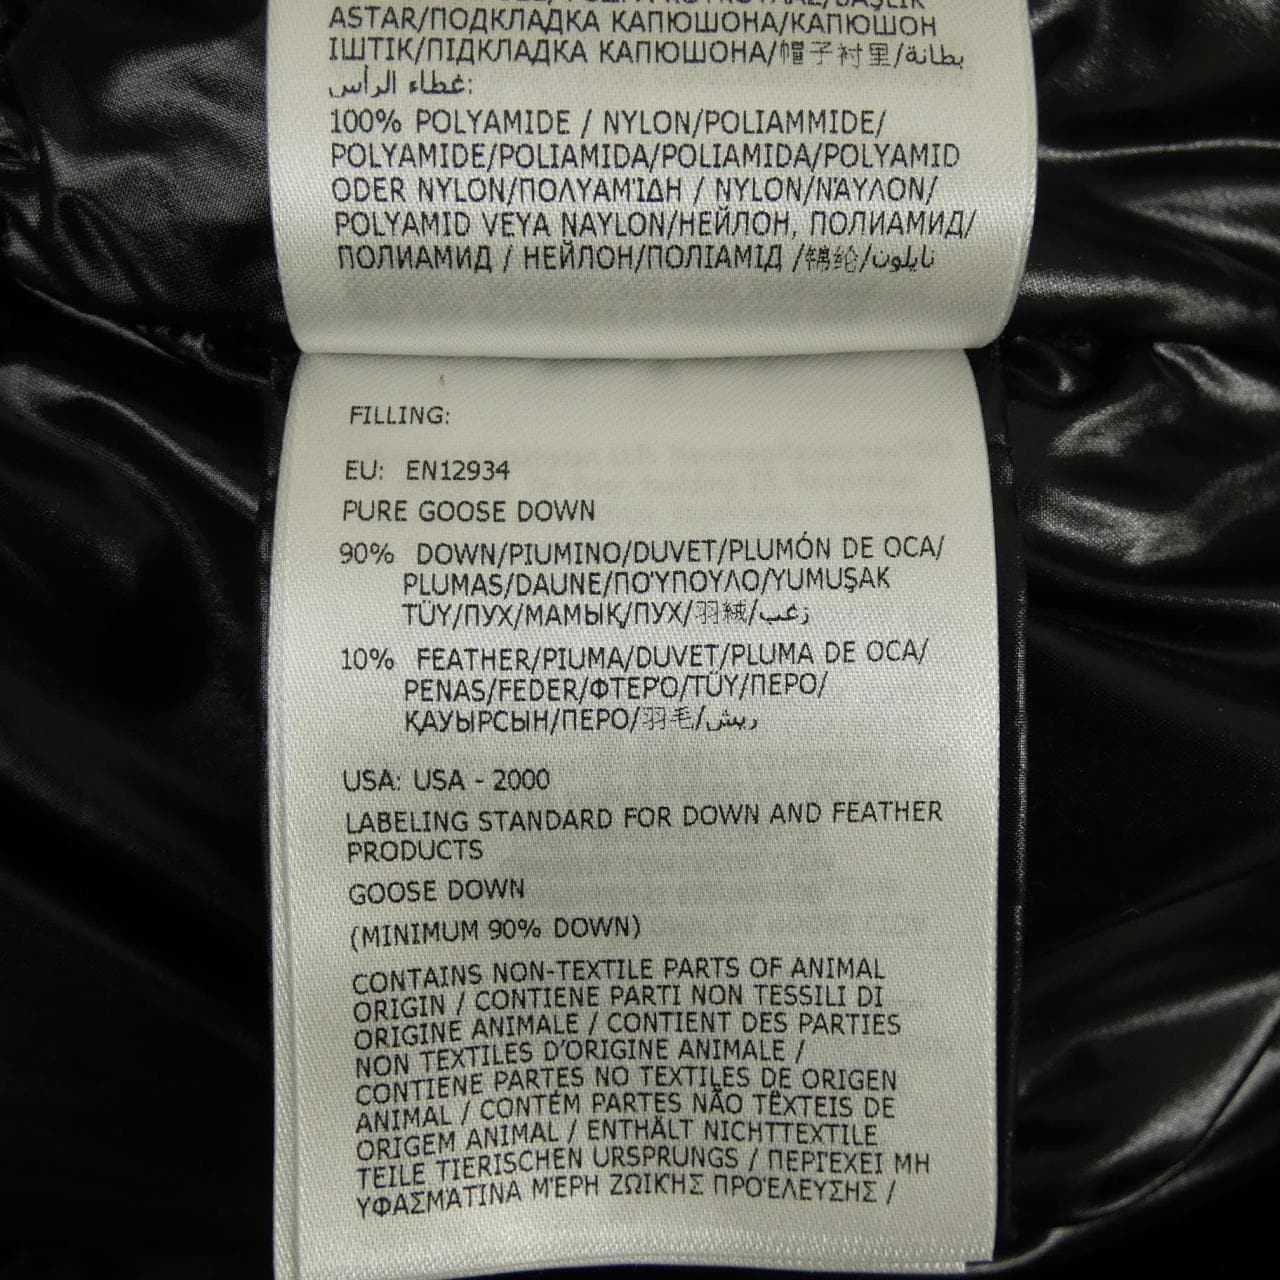 ASTAR/ПОДКЛАДКА КАПЮШОНА/КАПЮШОН
ІШТІК/ПІДКЛАДКА КАПЮШОНА/帽子衬里/بطانة
غطاء الرأس:
100% POLYAMIDE / NYLON/POLIAMMIDE/
POLYAMIDE/POLIAMIDA/POLIAMIDA/POLYAMID
ODER NYLON/ΠΟΛΥΑΜΊΔΗ / NYLON/ΝΆΥΛΟΝ/
POLYAMID VEYA NAYLON/НЕЙЛОН, ПОЛИАМИД/
ПОЛИАМИД / НЕЙЛОН/ПОЛІАМІД /锦纶/نايلون
FILLING:
EU: EN12934
PURE GOOSE DOWN
90% DOWN/PIUMINO/DUVET/PLUMÓN DE OCA/
PLUMAS/DAUNE/ΠΟΎΠΟΥΛΟ/YUMUŞAK
TÜY/ПУХ/МАМЫҚ/ПУХ/羽絨/زغب
10% FEATHER/PIUMA/DUVET/PLUMA DE OCA/
PENAS/FEDER/ΦΤΕΡΌ/TÜY/ПЕРО/
ҚАУЫРСЫН/ПЕРО/羽毛/ريش
USA: USA - 2000
LABELING STANDARD FOR DOWN AND FEATHER
PRODUCTS
GOOSE DOWN
(MINIMUM 90% DOWN)
CONTAINS NON-TEXTILE PARTS OF ANIMAL
ORIGIN / CONTIENE PARTI NON TESSILI DI
ORIGINE ANIMALE / CONTIENT DES PARTIES
NON TEXTILES D'ORIGINE ANIMALE /
CONTIENE PARTES NO TEXTILES DE ORIGEN
ANIMAL / CONTÉM PARTES NÃO TÊXTEIS DE
ORIGEM ANIMAL / ENTHÄLT NICHTTEXTILE
TEILE TIERISCHEN URSPRUNGS / ΠΕΡΙΈΧΕΙ ΜΗ
ΥΦΑΣΜΆΤΙΝΑ ΜΈΡΗ ΖΩΙΚΉΣ ΠΡΟΈΛΕΥΣΗΣ /